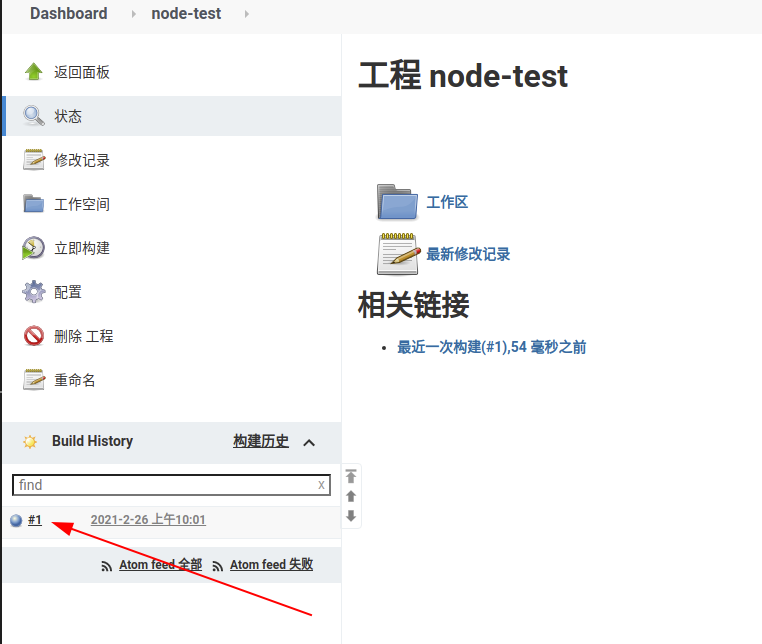 Dashboard node-test
返回面板
状态
修改记录
工作空间
立即构建
配置
删除 工程
重命名
Build History 构建历史
find x
#1 2021-2-26 上午10:01
Atom feed 全部 Atom feed 失败
工程 node-test
工作区
最新修改记录
相关链接
最近一次构建(#1),54 毫秒之前